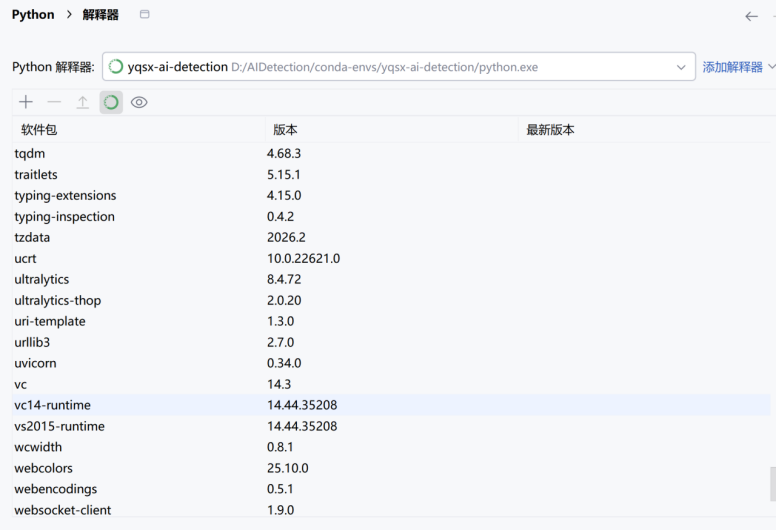 Python > 解释器
Python 解释器: yqsx-ai-detection D:/AIDetection/conda-envs/yqsx-ai-detection/python.exe 添加解释器
软件包 版本 最新版本
tqdm 4.68.3
traitlets 5.15.1
typing-extensions 4.15.0
typing-inspection 0.4.2
tzdata 2026.2
ucrt 10.0.22621.0
ultralytics 8.4.72
ultralytics-thop 2.0.20
uri-template 1.3.0
urllib3 2.7.0
uvicorn 0.34.0
vc 14.3
vc14-runtime 14.44.35208
vs2015-runtime 14.44.35208
wcwidth 0.8.1
webcolors 25.10.0
webencodings 0.5.1
websocket-client 1.9.0